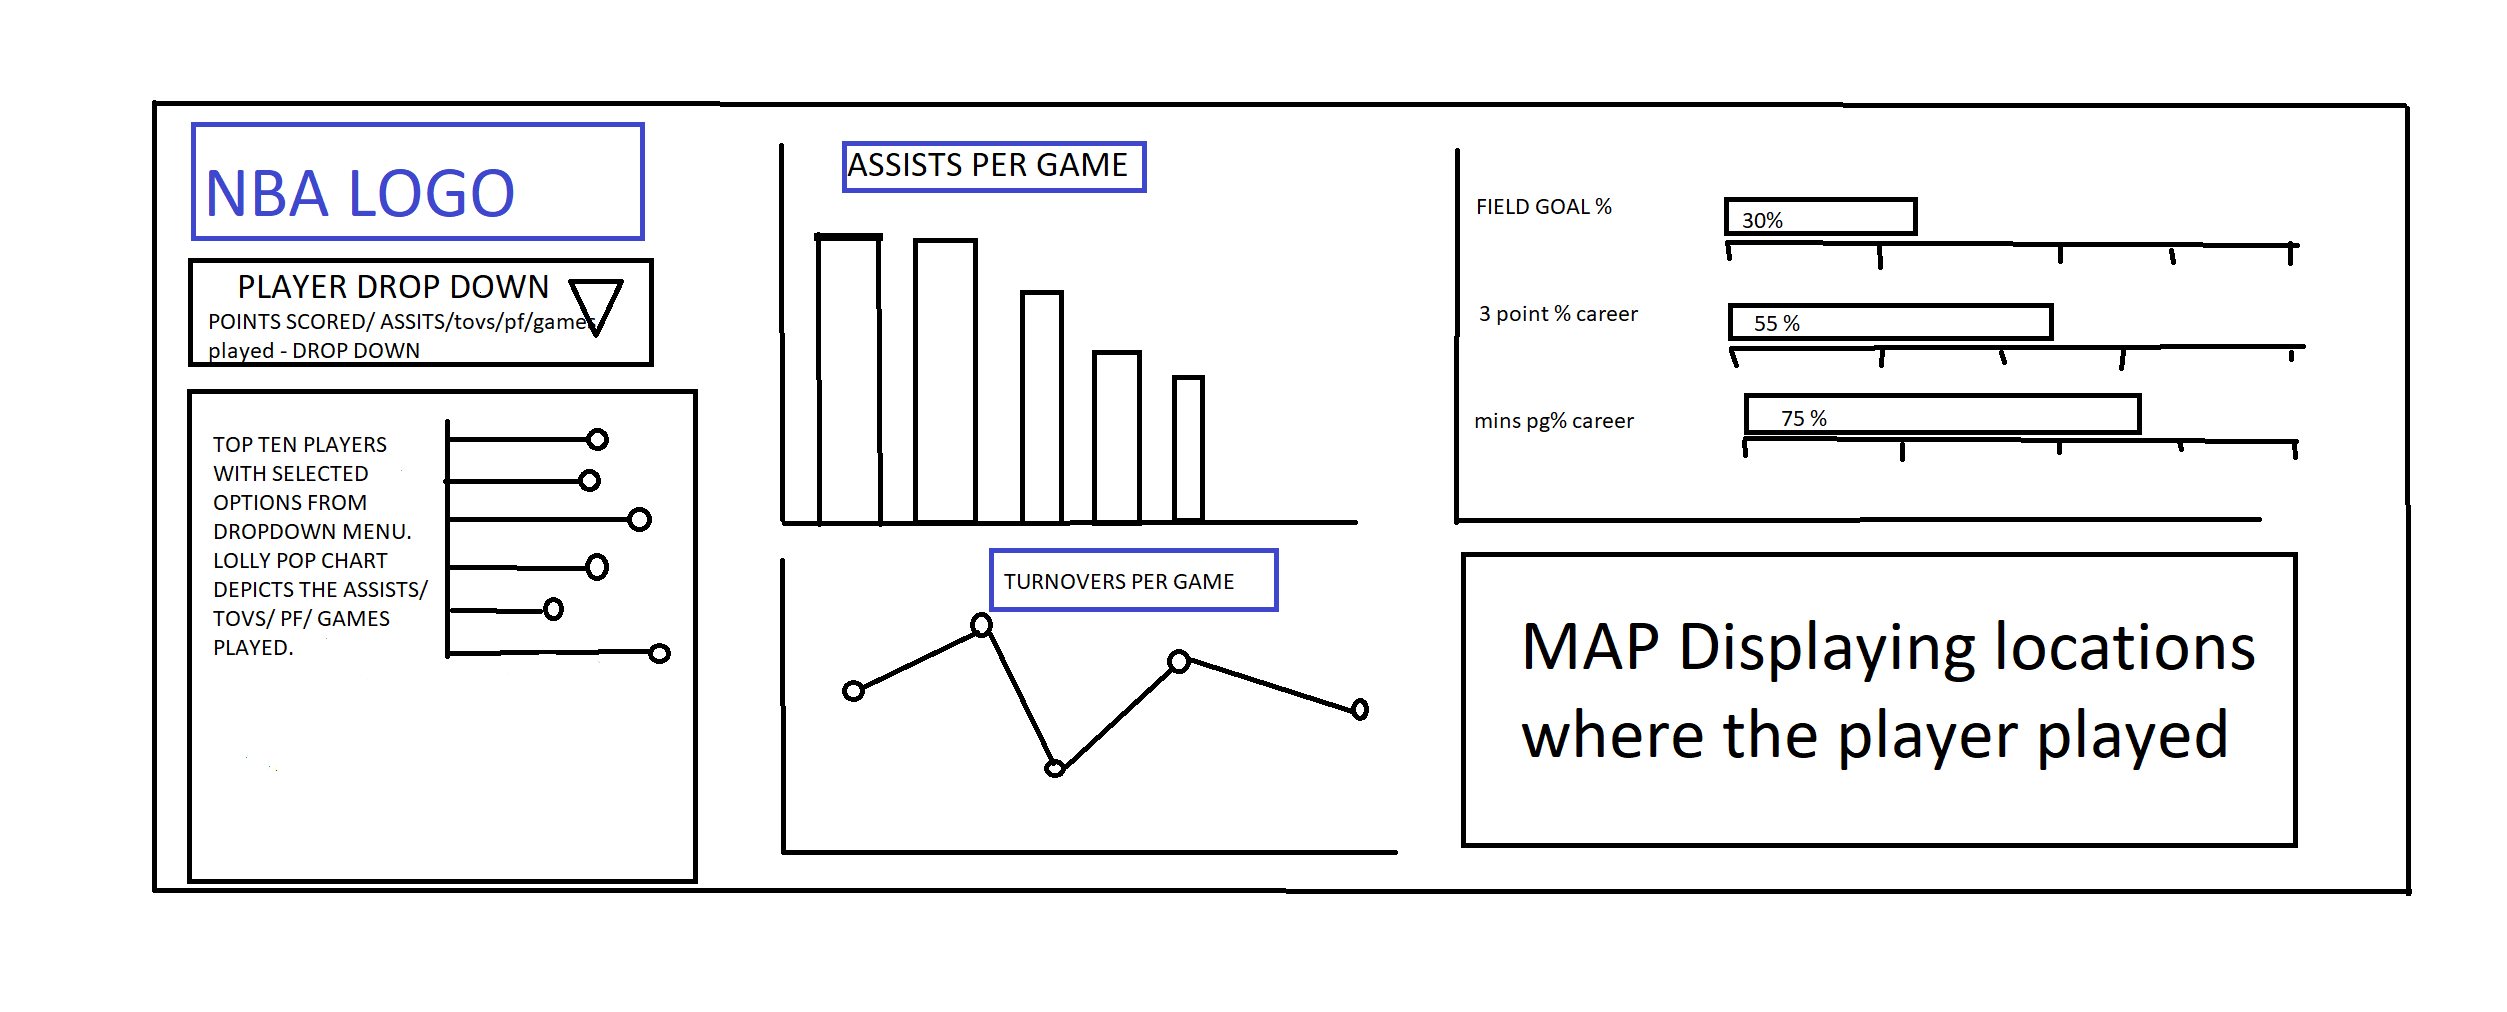 NBA LOGO
PLAYER DROP DOWN
POINTS SCORED/ ASSITS/tovs/pf/games
played - DROP DOWN
TOP TEN PLAYERS
WITH SELECTED
OPTIONS FROM
DROPDOWN MENU.
LOLLY POP CHART
DEPICTS THE ASSISTS/
TOVS/ PF/ GAMES
PLAYED.
ASSISTS PER GAME
TURNOVERS PER GAME
FIELD GOAL %
30%
3 point % career
55 %
mins pg% career
75 %
MAP Displaying locations
where the player played